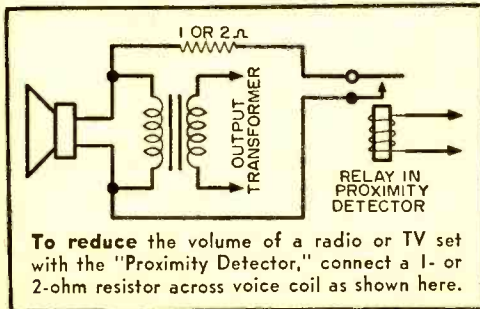 1 OR 2Ω
OUTPUT
TRANSFORMER
RELAY IN
PROXIMITY
DETECTOR
To reduce the volume of a radio or TV set
with the "Proximity Detector," connect a 1- or
2-ohm resistor across voice coil as shown here.